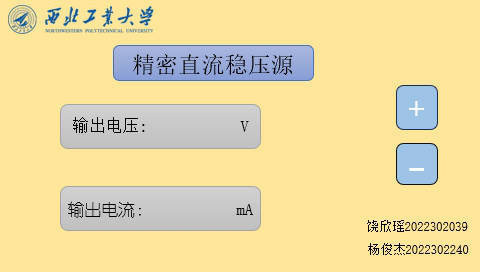 西北工业大学
NORTHWESTERN POLYTECHNICAL UNIVERSITY
精密直流稳压源
输出电压: V
+
输出电流: mA
−
饶欣瑶2022302039
杨俊杰2022302240